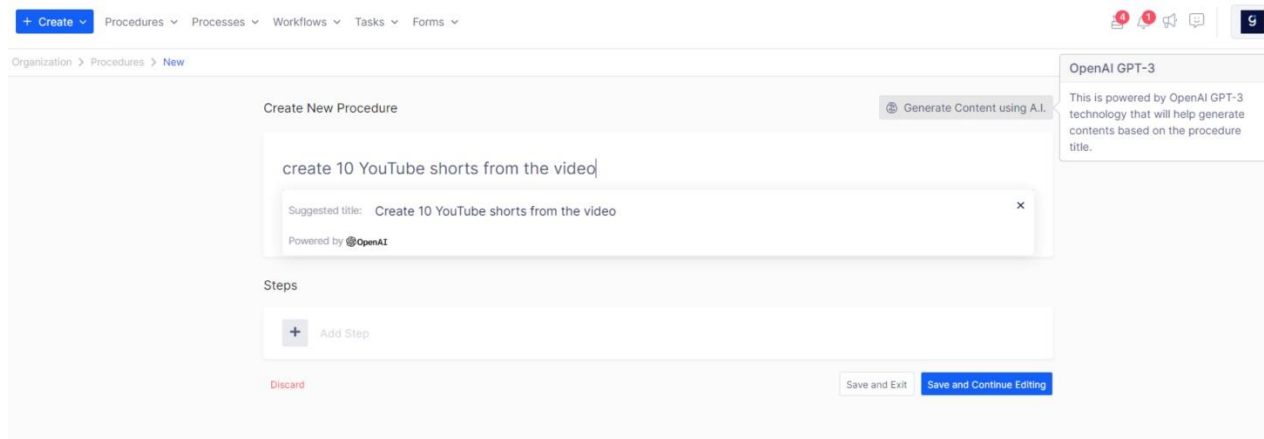 + Create Procedures Processes Workflows Tasks Forms 4 1 g
Organization > Procedures > New
OpenAI GPT-3
This is powered by OpenAI GPT-3
technology that will help generate
contents based on the procedure
title.
Create New Procedure
Generate Content using A.I.
create 10 YouTube shorts from the video
Suggested title: Create 10 YouTube shorts from the video ×
Powered by OpenAI
Steps
+ Add Step
Discard
Save and Exit
Save and Continue Editing